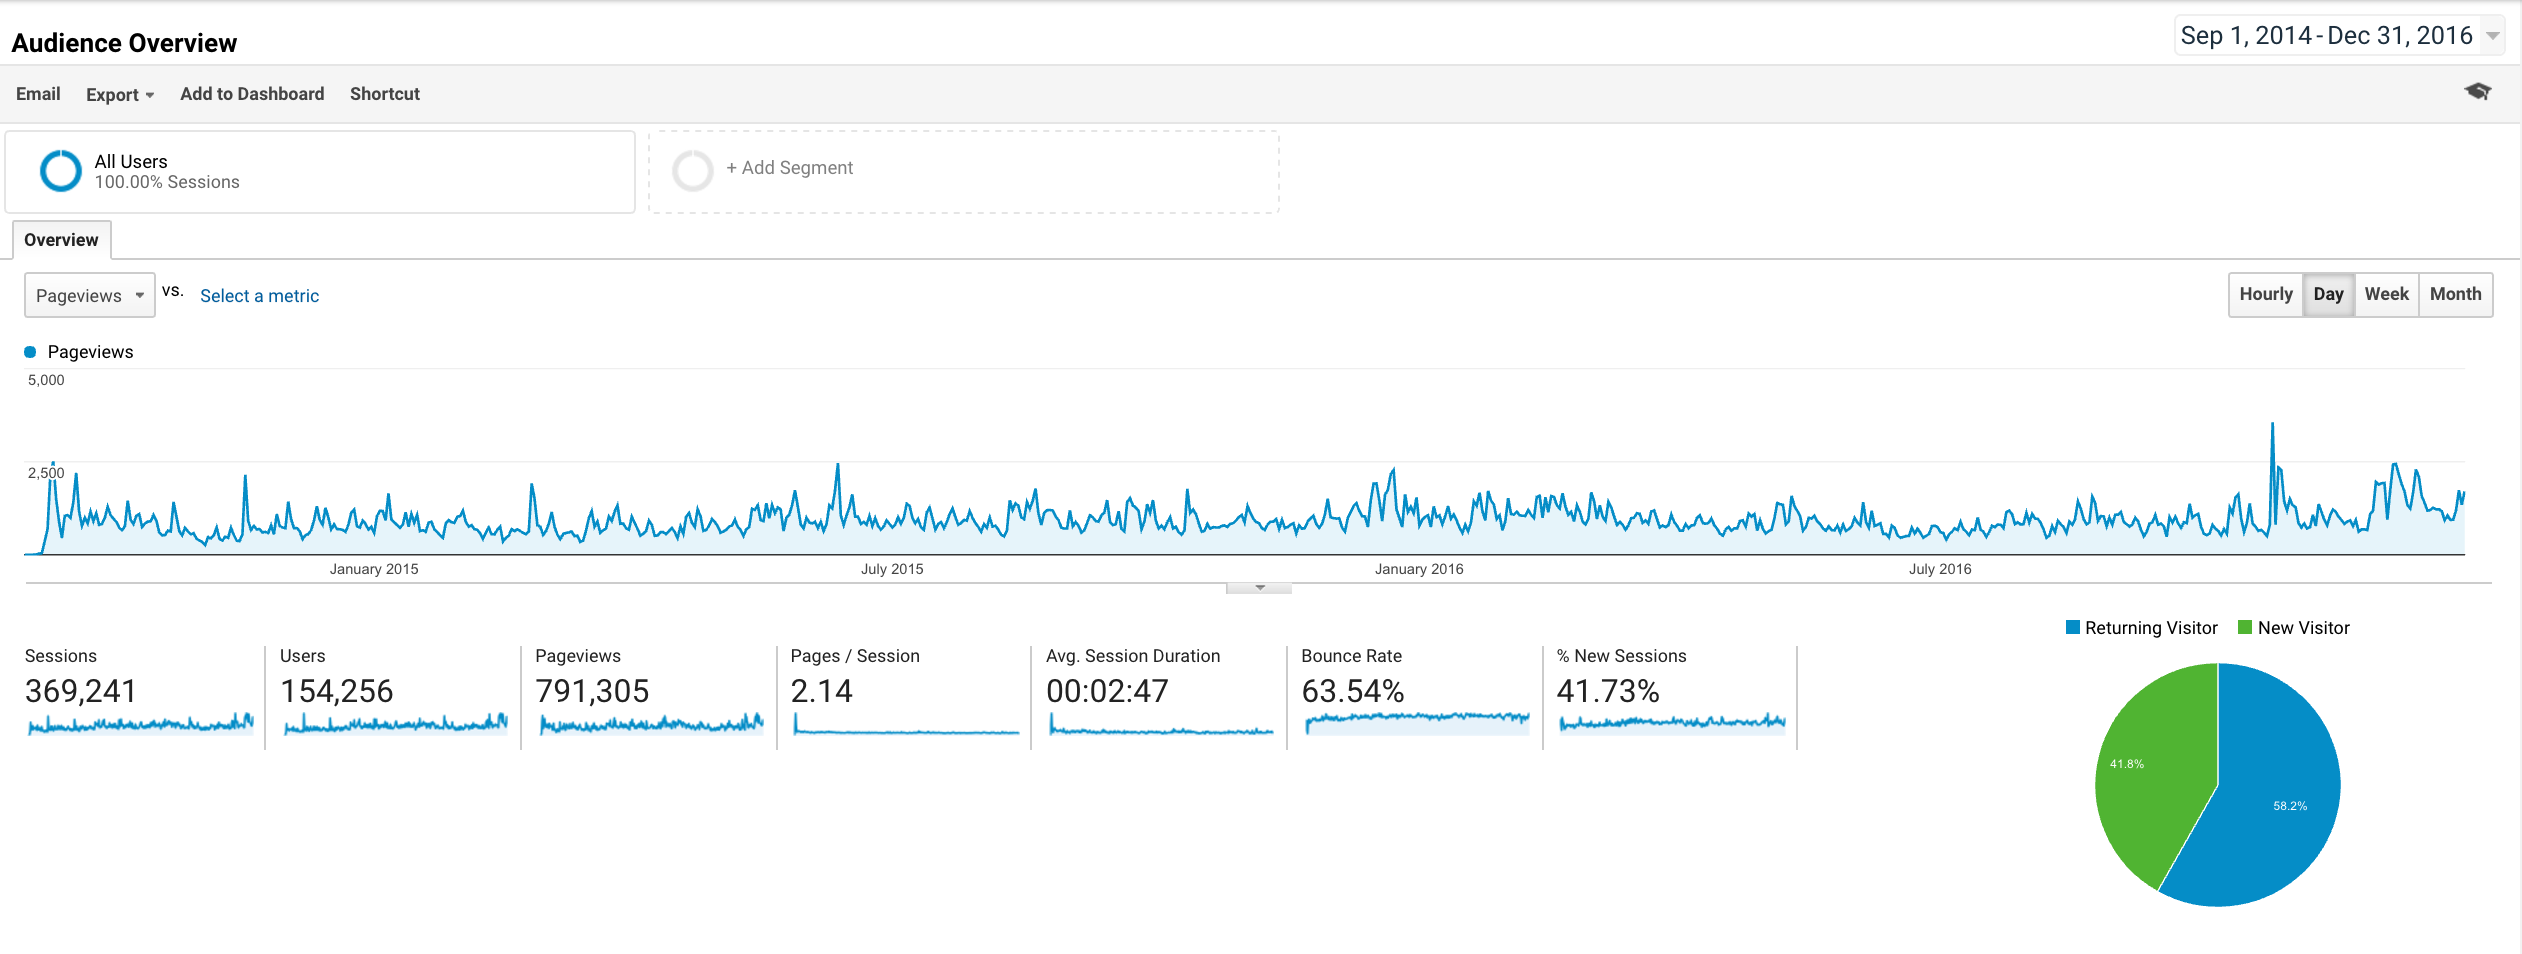 Audience Overview
Sep 1, 2014 - Dec 31, 2016
Email Export Add to Dashboard Shortcut
All Users
100.00% Sessions
+ Add Segment
Overview
Pageviews vs. Select a metric
Hourly Day Week Month
Pageviews
5,000
2,500
January 2015 July 2015 January 2016 July 2016
Returning Visitor New Visitor
Sessions
369,241
Users
154,256
Pageviews
791,305
Pages / Session
2.14
Avg. Session Duration
00:02:47
Bounce Rate
63.54%
% New Sessions
41.73%
41.8%
58.2%